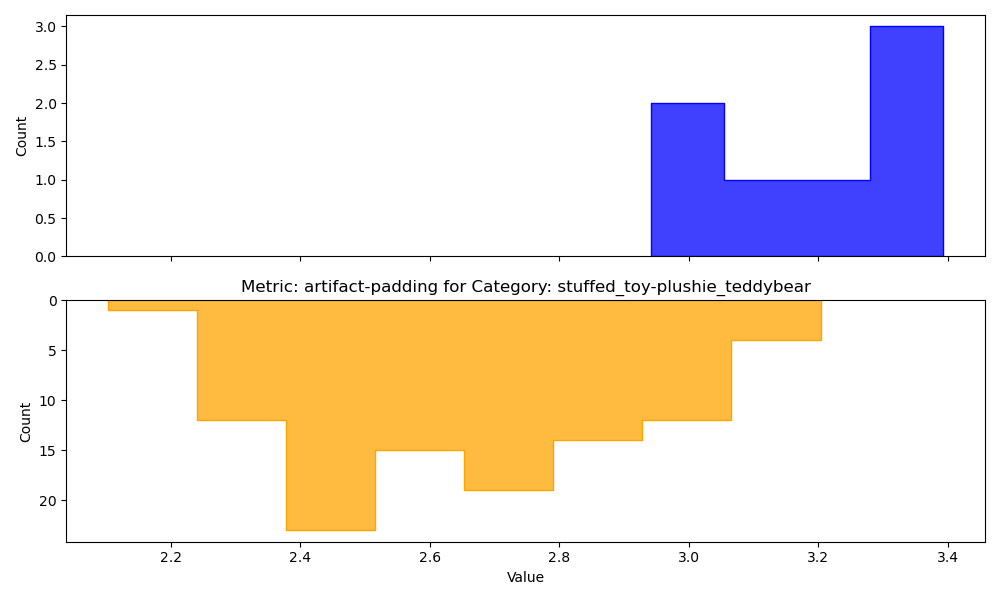 3.0
2.5
2.0
1.5
1.0
0.5
0.0
Count
Metric: artifact-padding for Category: stuffed_toy-plushie_teddybear
0
5
10
15
20
Count
2.2 2.4 2.6 2.8 3.0 3.2 3.4
Value